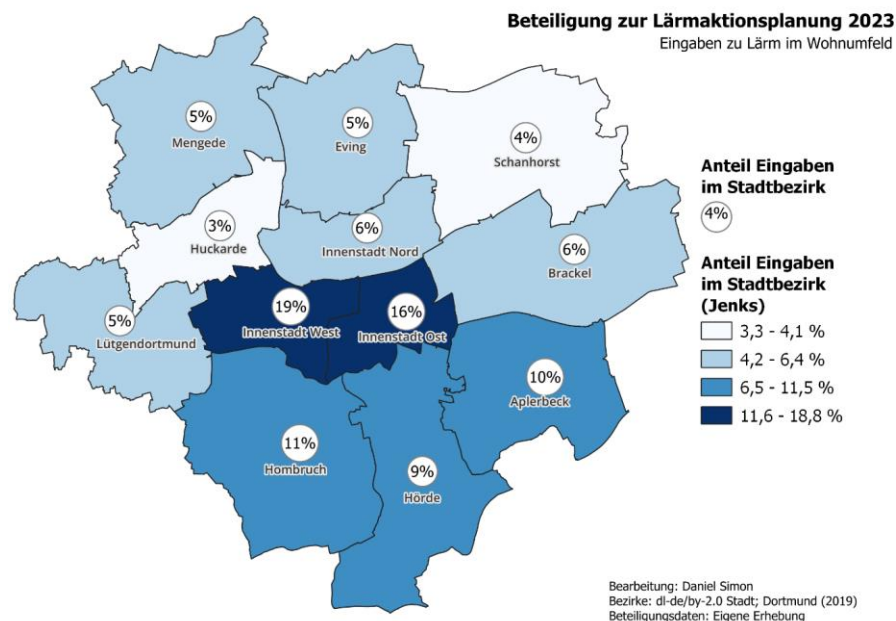 Beteiligung zur Lärmaktionsplanung 2023
Eingaben zu Lärm im Wohnumfeld
5%
Mengede
5%
Eving
4%
Schanhorst
3%
Huckarde
6%
Innenstadt Nord
6%
Brackel
5%
Lütgendortmund
19%
Innenstadt West
16%
Innenstadt Ost
10%
Aplerbeck
11%
Hombruch
9%
Hörde
Anteil Eingaben
im Stadtbezirk
4%
Anteil Eingaben
im Stadtbezirk
(Jenks)
3,3 - 4,1 %
4,2 - 6,4 %
6,5 - 11,5 %
11,6 - 18,8 %
Bearbeitung: Daniel Simon
Bezirke: dl-de/by-2.0 Stadt; Dortmund (2019)
Beteiligungsdaten: Eigene Erhebung